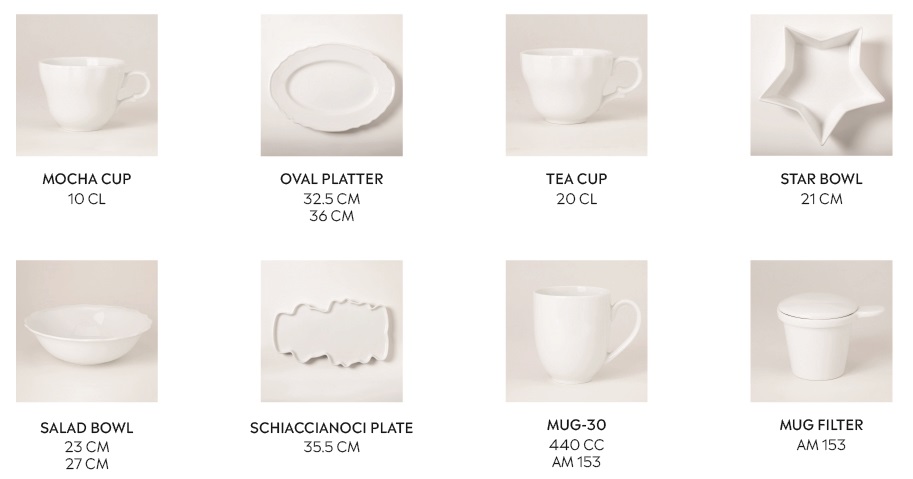 MOCHA CUP
10 CL
OVAL PLATTER
32.5 CM
36 CM
TEA CUP
20 CL
STAR BOWL
21 CM
SALAD BOWL
23 CM
27 CM
SCHIACCIANOCI PLATE
35.5 CM
MUG-30
440 CC
AM 153
MUG FILTER
AM 153